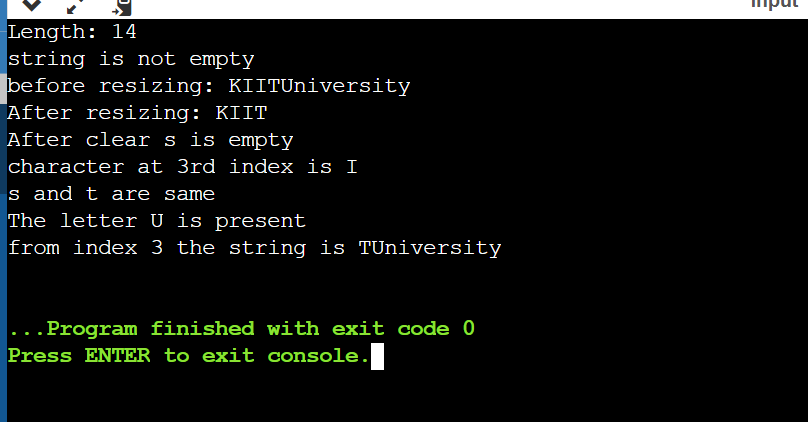 input
Length: 14
string is not empty
before resizing: KIITUniversity
After resizing: KIIT
After clear s is empty
character at 3rd index is I
s and t are same
The letter U is present
from index 3 the string is TUniversity
...Program finished with exit code 0
Press ENTER to exit console.